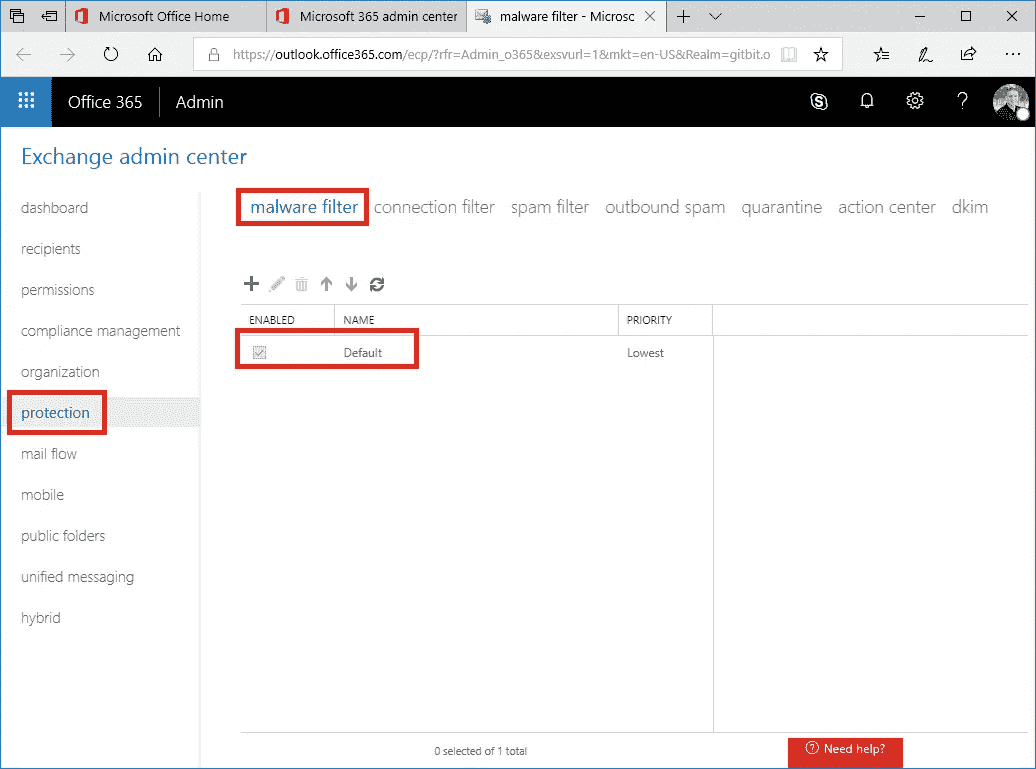 Microsoft Office Home
Microsoft 365 admin center
malware filter - Microsc
https://outlook.office365.com/ecp/?rfr=Admin_o365&exsvurl=1&mkt=en-US&Realm=gitbit.o
Office 365
Admin
Exchange admin center
dashboard
recipients
permissions
compliance management
organization
protection
mail flow
mobile
public folders
unified messaging
hybrid
malware filter connection filter spam filter outbound spam quarantine action center dkim
ENABLED NAME PRIORITY
Default Lowest
0 selected of 1 total
? Need help?